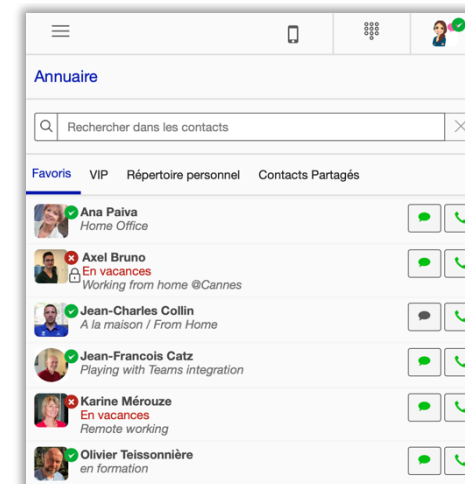 Annuaire
Rechercher dans les contacts
Favoris VIP Répertoire personnel Contacts Partagés
Ana Paiva
Home Office
Axel Bruno
En vacances
Working from home @Cannes
Jean-Charles Collin
A la maison / From Home
Jean-Francois Catz
Playing with Teams integration
Karine Mérouze
En vacances
Remote working
Olivier Teissonnière
en formation